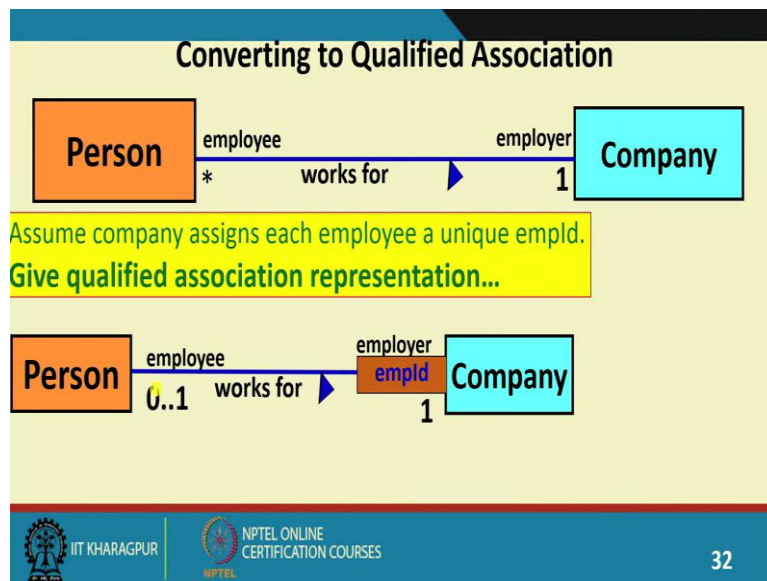 Converting to Qualified Association
Person
employee
*
works for
employer
1
Company
Assume company assigns each employee a unique empId.
Give qualified association representation...
Person
employee
0..1
works for
employer
empId
1
Company
IIT KHARAGPUR
NPTEL
NPTEL ONLINE
CERTIFICATION COURSES
32